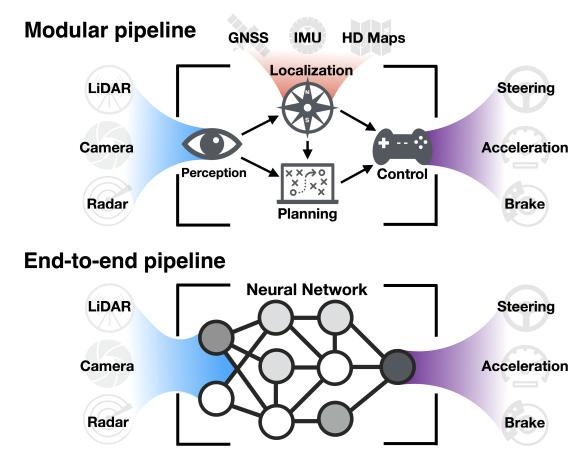 Modular pipeline
GNSS IMU HD Maps
Localization
LiDAR
Camera
Radar
Perception
Planning
Control
Steering
Acceleration
Brake
End-to-end pipeline
Neural Network
LiDAR
Camera
Radar
Steering
Acceleration
Brake